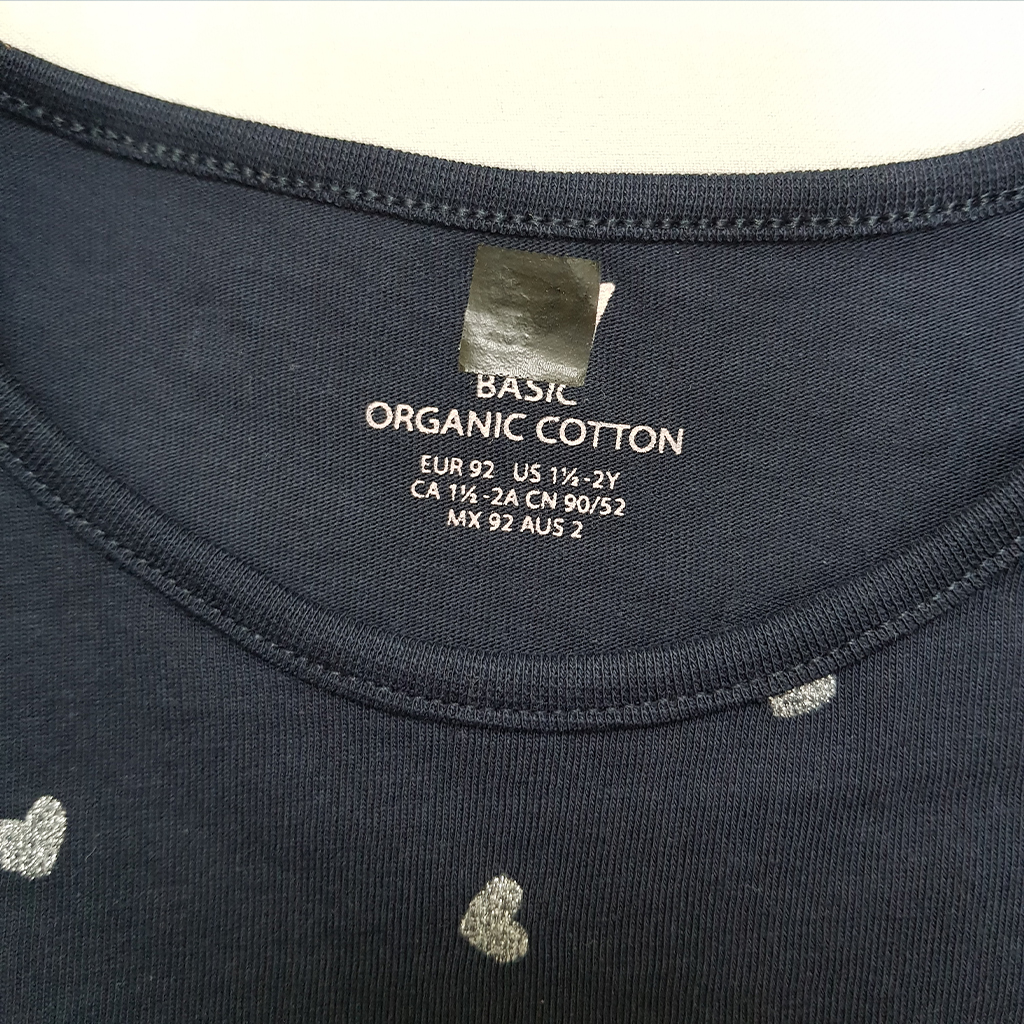 BASIC
ORGANIC COTTON
EUR 92 US 1½-2Y
CA 1½-2A CN 90/52
MX 92 AUS 2